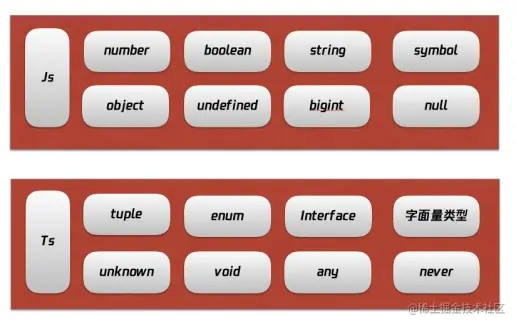 Js
number boolean string symbol
object undefined bigint null
Ts
tuple enum Interface 字面量类型
unknown void any never
@稀土掘金技术社区